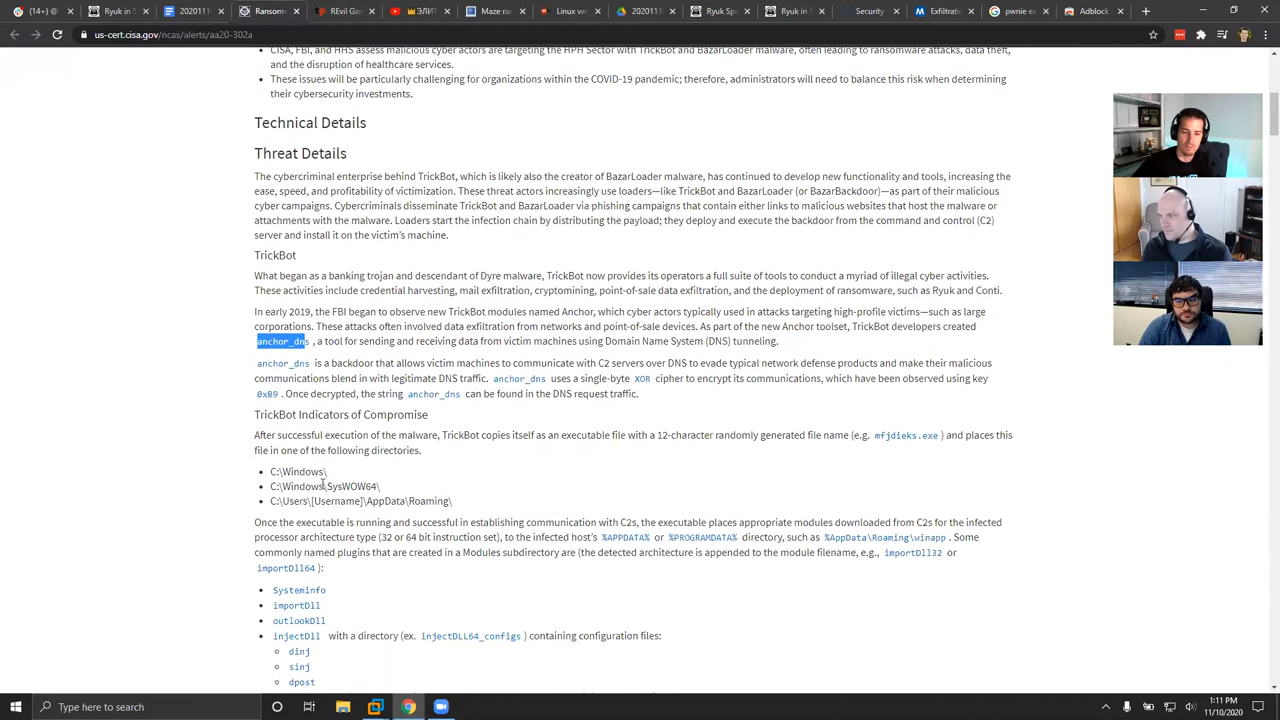 (4) @
Ryuk in S
20201110
Ransom
REvil Gan
ЫЛИТ
Maze ran
Linux ver
20201110
Ryuk Spe
Ryuk in
Security
Exfiltratio
pwnie ex
Adblock
us-cert.cisa.gov/ncas/alerts/aa20-302a
CISA, FBI, and HHS assess malicious cyber actors are targeting the HPH Sector with TrickBot and BazarLoader malware, often leading to ransomware attacks, data theft,
and the disruption of healthcare services.
These issues will be particularly challenging for organizations within the COVID-19 pandemic; therefore, administrators will need to balance this risk when determining
their cybersecurity investments.
Technical Details
Threat Details
The cybercriminal enterprise behind TrickBot, which is likely also the creator of BazarLoader malware, has continued to develop new functionality and tools, increasing the
ease, speed, and profitability of victimization. These threat actors increasingly use loaders—like TrickBot and BazarLoader (or BazarBackdoor)—as part of their malicious
cyber campaigns. Cybercriminals disseminate TrickBot and BazarLoader via phishing campaigns that contain either links to malicious websites that host the malware or
attachments with the malware. Loaders start the infection chain by distributing the payload; they deploy and execute the backdoor from the command and control (C2)
server and install it on the victim's machine.
TrickBot
What began as a banking trojan and descendant of Dyre malware, TrickBot now provides its operators a full suite of tools to conduct a myriad of illegal cyber activities.
These activities include credential harvesting, mail exfiltration, cryptomining, point-of-sale data exfiltration, and the deployment of ransomware, such as Ryuk and Conti.
In early 2019, the FBI began to observe new TrickBot modules named Anchor, which cyber actors typically used in attacks targeting high-profile victims—such as large
corporations. These attacks often involved data exfiltration from networks and point-of-sale devices. As part of the new Anchor toolset, TrickBot developers created
anchor_dns , a tool for sending and receiving data from victim machines using Domain Name System (DNS) tunneling.
anchor_dns is a backdoor that allows victim machines to communicate with C2 servers over DNS to evade typical network defense products and make their malicious
communications blend in with legitimate DNS traffic. anchor_dns uses a single-byte XOR cipher to encrypt its communications, which have been observed using key
0xB9 . Once decrypted, the string anchor_dns can be found in the DNS request traffic.
TrickBot Indicators of Compromise
After successful execution of the malware, TrickBot copies itself as an executable file with a 12-character randomly generated file name (e.g. mfjdieks.exe ) and places this
file in one of the following directories.
C:\Windows\
C:\Windows\SysWOW64\
C:\Users\[Username]\AppData\Roaming\
Once the executable is running and successful in establishing communication with C2s, the executable places appropriate modules downloaded from C2s for the infected
processor architecture type (32 or 64 bit instruction set), to the infected host's %APPDATA% or %PROGRAMDATA% directory, such as %AppData\Roaming\winapp . Some
commonly named plugins that are created in a Modules subdirectory are (the detected architecture is appended to the module filename, e.g., importDll32 or
importDll64 ):
Systeminfo
importDll
outlookDll
injectDll with a directory (ex. injectDLL64_configs ) containing configuration files:
dinj
sinj
dpost
Type here to search
1:11 PM
11/10/2020